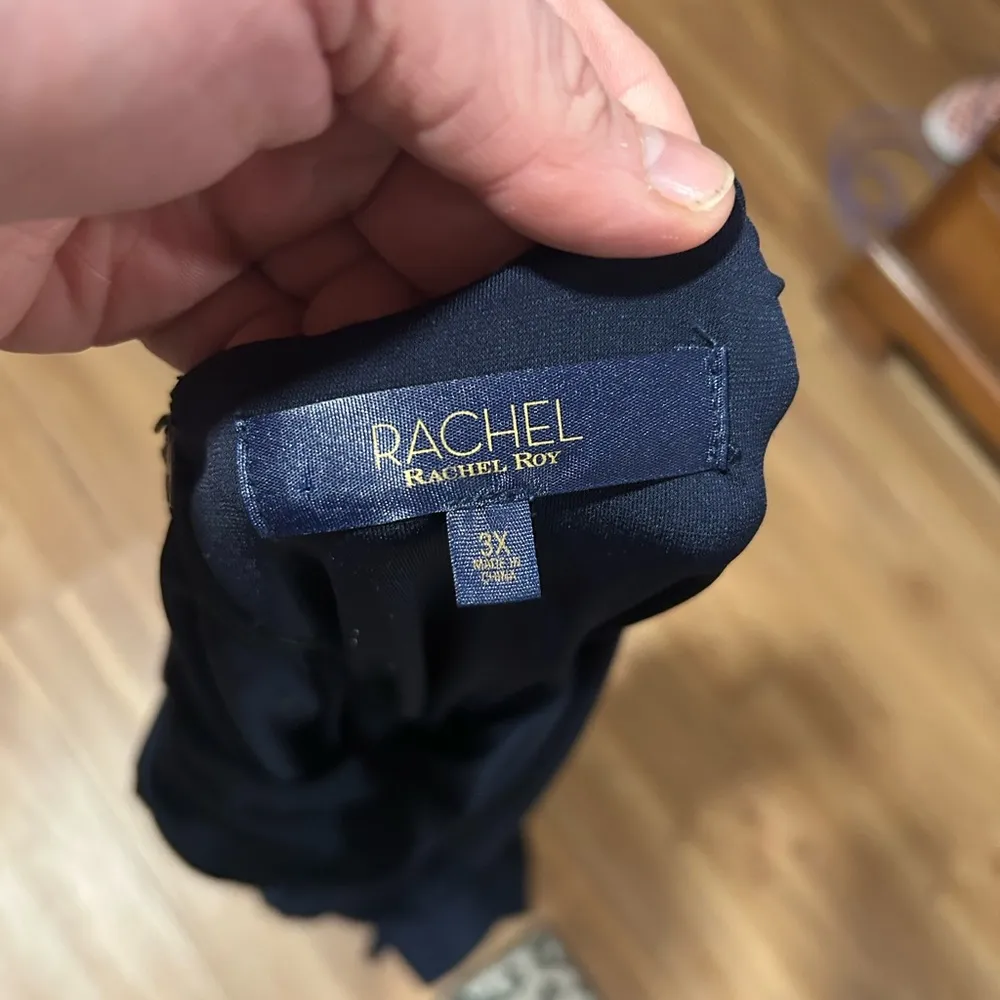 RACHEL
RACHEL ROY
3X
MADE IN
CHINA